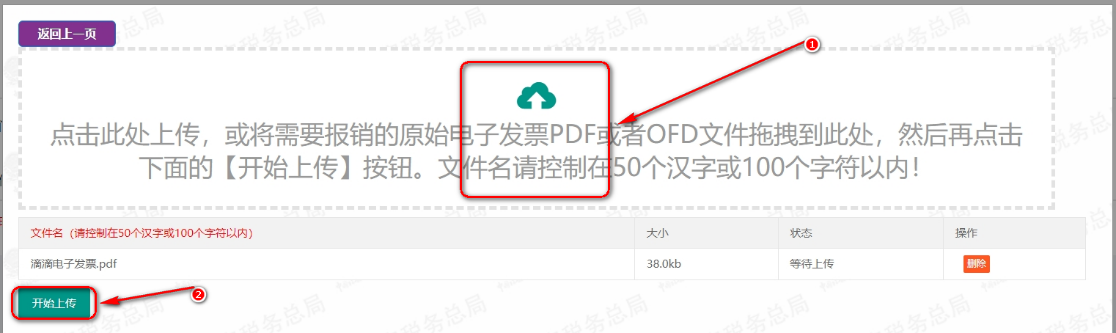 返回上一页
①
点击此处上传，或将需要报销的原始电子发票PDF或者OFD文件拖拽到此处，然后再点击
下面的【开始上传】按钮。文件名请控制在50个汉字或100个字符以内！
文件名（请控制在50个汉字或100个字符以内） 大小 状态 操作
滴滴电子发票.pdf 38.0kb 等待上传 删除
开始上传
②
税务总局